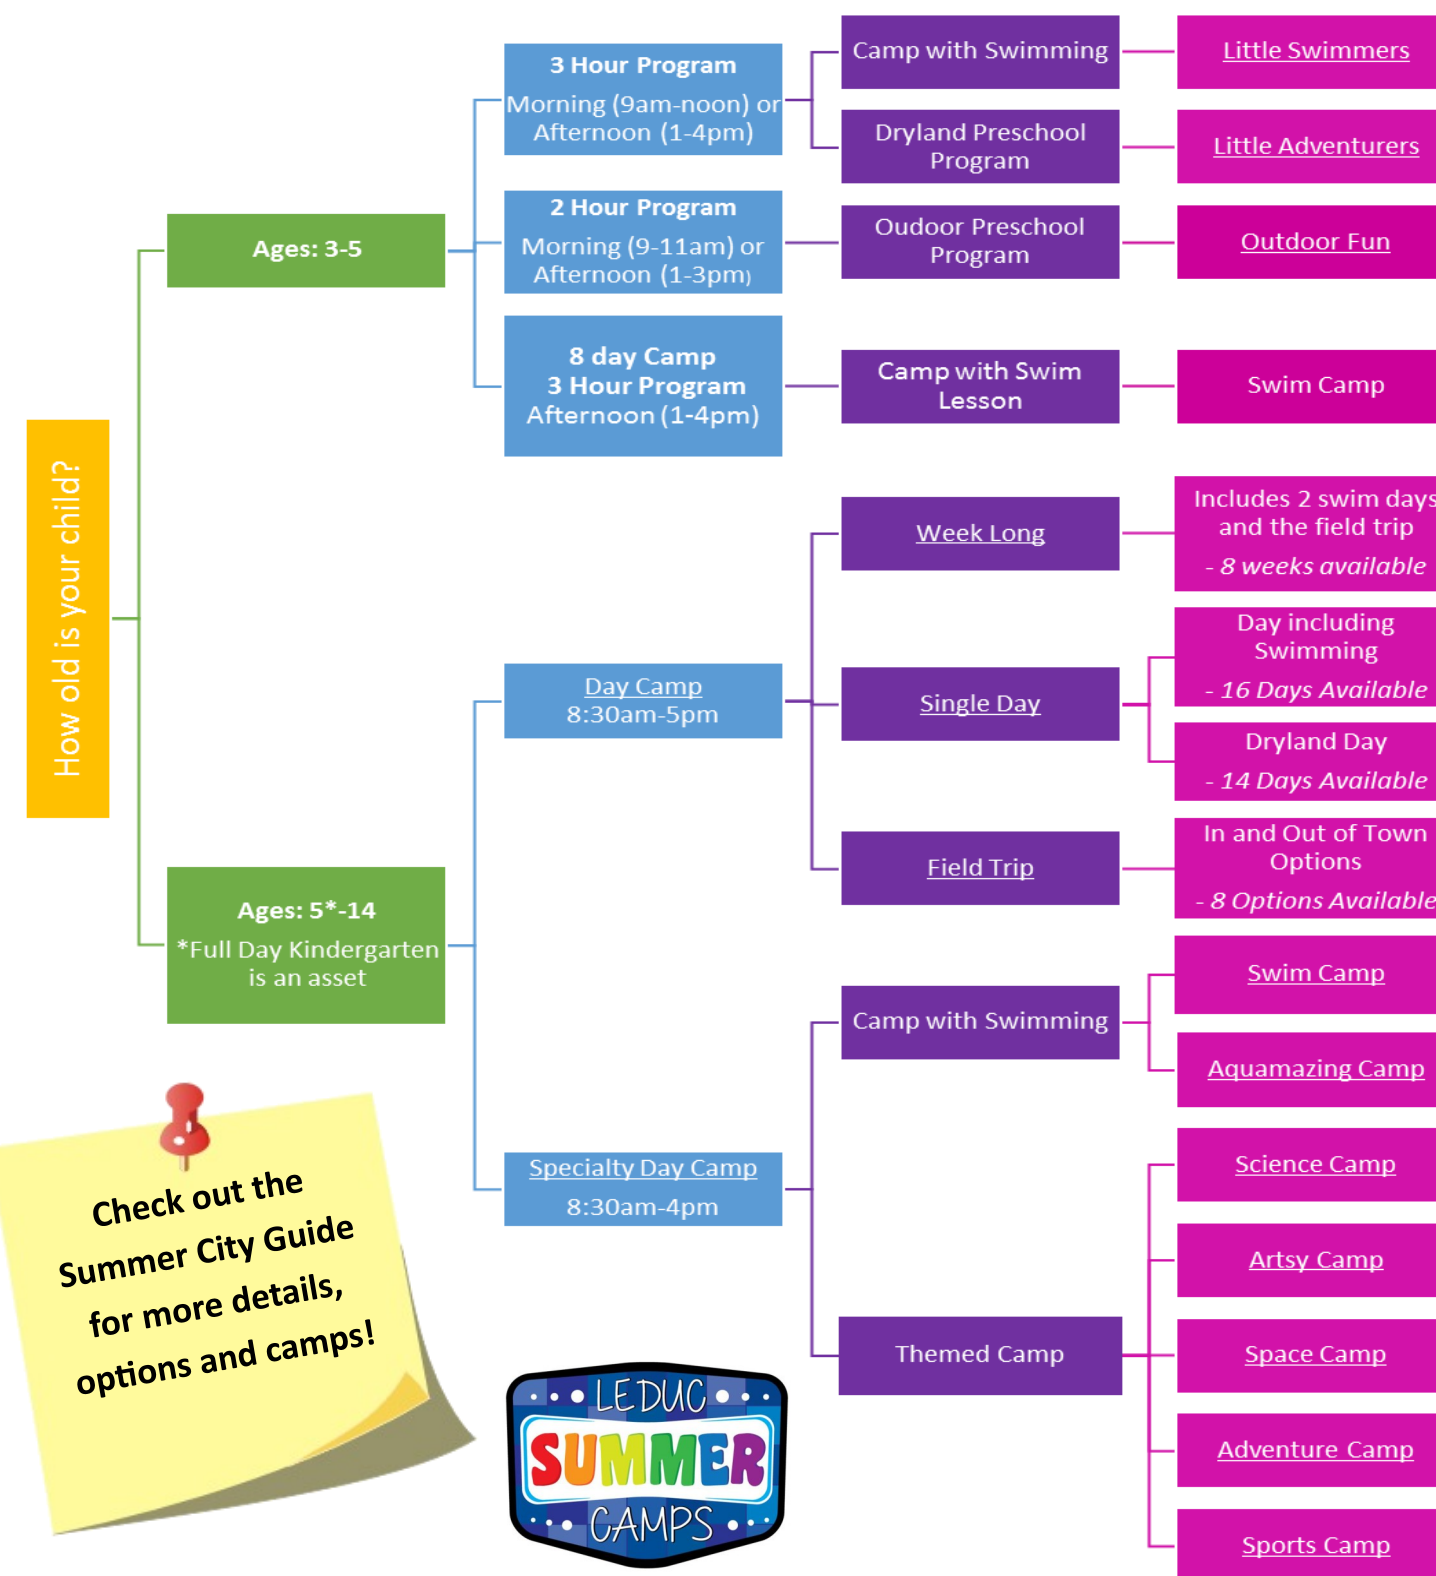 How old is your child?
Ages: 3-5
3 Hour Program
Morning (9am-noon) or
Afternoon (1-4pm)
Camp with Swimming
Little Swimmers
Dryland Preschool
Program
Little Adventurers
2 Hour Program
Morning (9-11am) or
Afternoon (1-3pm)
Oudoor Preschool
Program
Outdoor Fun
8 day Camp
3 Hour Program
Afternoon (1-4pm)
Camp with Swim
Lesson
Swim Camp
Ages: 5*-14
*Full Day Kindergarten
is an asset
Day Camp
8:30am-5pm
Week Long
Includes 2 swim days
and the field trip
- 8 weeks available
Single Day
Day including
Swimming
- 16 Days Available
Dryland Day
- 14 Days Available
Field Trip
In and Out of Town
Options
- 8 Options Available
Specialty Day Camp
8:30am-4pm
Camp with Swimming
Swim Camp
Aquamazing Camp
Themed Camp
Science Camp
Artsy Camp
Space Camp
Adventure Camp
Sports Camp
Check out the
Summer City Guide
for more details,
options and camps!
LEDUC
SUMMER
CAMPS